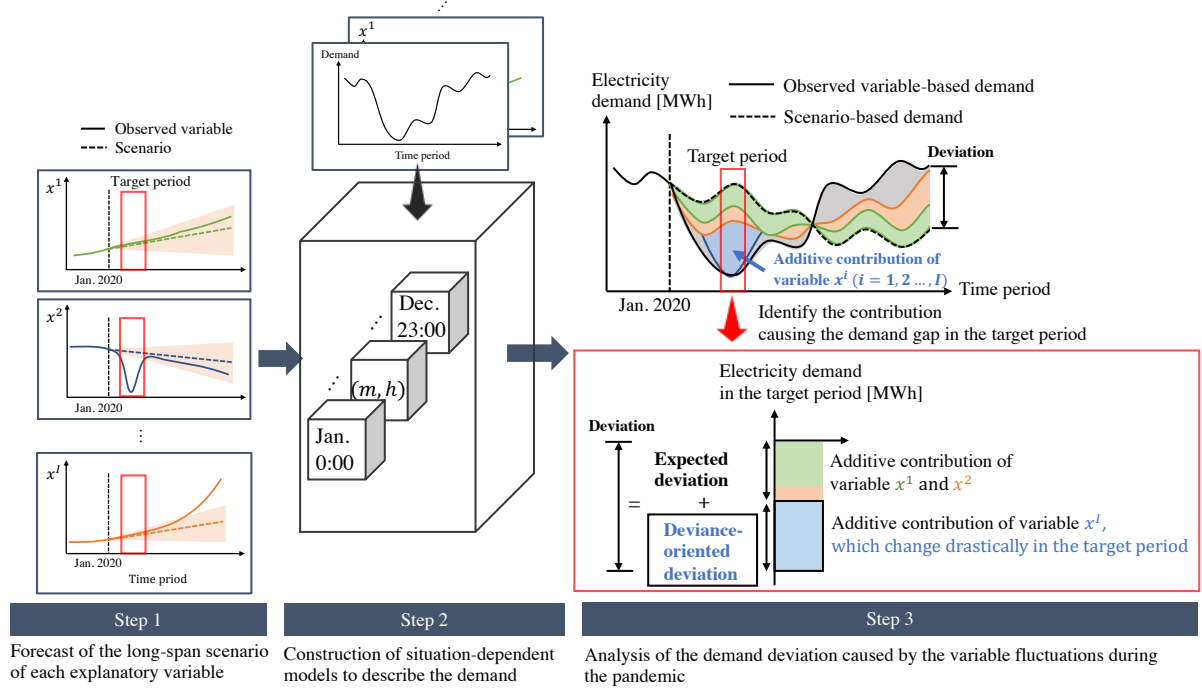 Observed variable
Scenario
x^1
Target period
Jan. 2020
x^2
Jan. 2020
⋮
x^I
Jan. 2020
Time priod
Step 1
Forecast of the long-span scenario
of each explanatory variable
⋰
x^1
Demand
Time period
Dec.
23:00
⋰
(m, h)
⋰
Jan.
0:00
Step 2
Construction of situation-dependent
models to describe the demand
Electricity
demand [MWh]
Observed variable-based demand
Scenario-based demand
Target period
Deviation
Additive contribution of
variable x^i (i = 1, 2 ..., I)
Jan. 2020
Time period
Identify the contribution
causing the demand gap in the target period
Electricity demand
in the target period [MWh]
Deviation
=
Expected
deviation
+
Deviance-
oriented
deviation
Additive contribution of
variable x^1 and x^2
Additive contribution of variable x^I,
which change drastically in the target period
Step 3
Analysis of the demand deviation caused by the variable fluctuations during
the pandemic